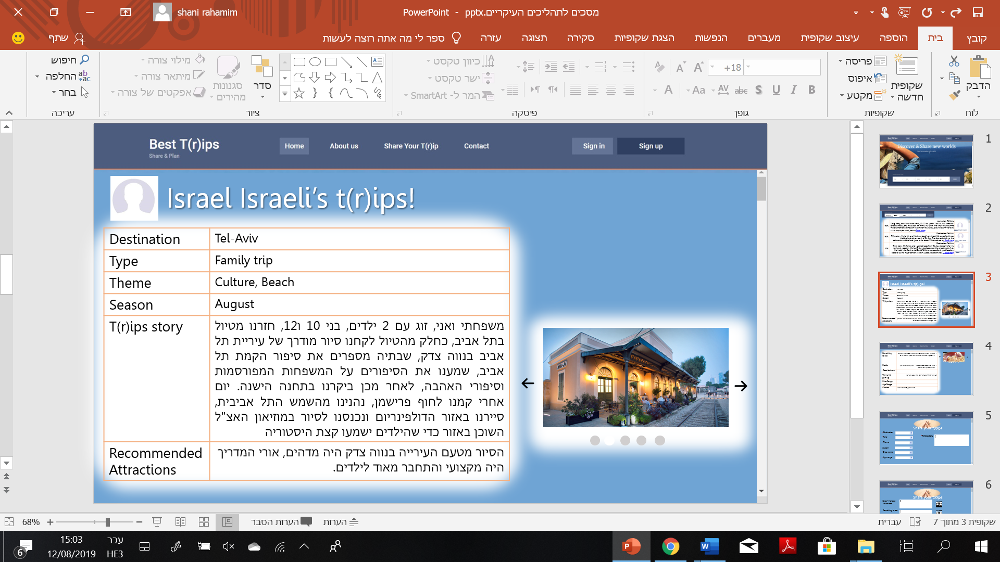 shani rahamim
מסכים לתהליכים העיקריים.pptx - PowerPoint
קובץ
בית
הוספה
עיצוב שקופית
מעברים
הנפשות
הצגת שקופיות
סקירה
תצוגה
עזרה
ספר לי מה אתה רוצה לעשות
שתף
הדבק
לוח
שקופית
חדשה
פריסה
איפוס
מקטע
שקופיות
18+
B I U S abc AV Aa A
גופן
כיוון טקסט
ישר טקסט
המר ל- SmartArt
פיסקה
סדר
סגנונות
מהירים
מילוי צורה
מיתאר צורה
אפקטים של צורה
ציור
חיפוש
החלפה
בחר
עריכה
Best T(r)ips
Share & Plan
Home
About us
Share Your T(r)ip
Contact
Sign in
Sign up
Israel Israeli's t(r)ips!
Destination
Tel-Aviv
Type
Family trip
Theme
Culture, Beach
Season
August
T(r)ips story
משפחתי ואני, זוג עם 2 ילדים, בני 10 ו12, חזרנו מטיול
בתל אביב, כחלק מהטיול לקחנו סיור מודרך של עיריית תל
אביב בנווה צדק, שבתיה מספרים את סיפור הקמת תל
אביב, שמענו את הסיפורים על המשפחות המפורסמות
וסיפורי האהבה, לאחר מכן ביקרנו בתחנה הישנה. יום
אחרי קמנו לחוף פרישמן, נהנינו מהשמש התל אביבית,
סיירנו באזור הדולפינריום ונכנסנו לסיור במוזיאון האצ"ל
השוכן באזור כדי שהילדים ישמעו קצת היסטוריה
Recommended
Attractions
הסיור מטעם העירייה בנווה צדק היה מדהים, אורי המדריך
היה מקצועי והתחבר מאוד לילדים.
1
Discover & Share new worlds
2
3
Israel Israeli's t(r)ips!
4
5
Share your t(r)ips!
6
Share your t(r)ips!
שקופית 3 מתוך 7
עברית
הערות
הערות הסבר
68%
15:03
12/08/2019
עבר
HE3
6